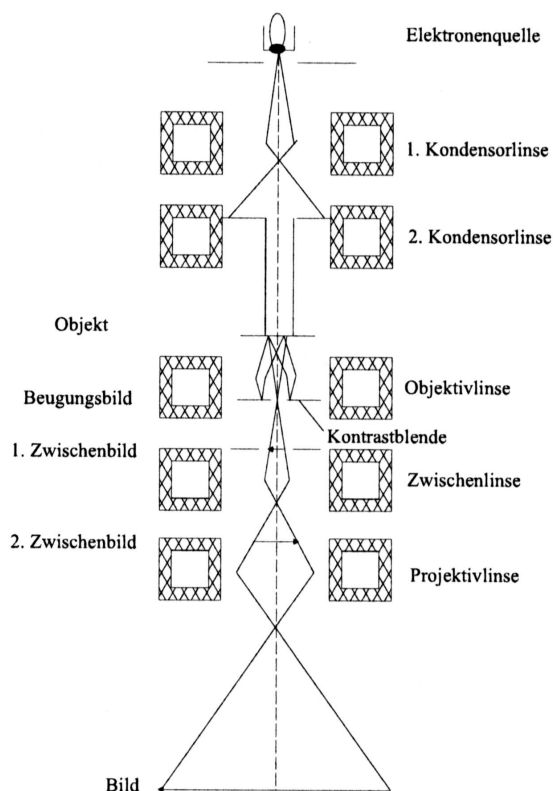 Elektronenquelle
1. Kondensorlinse
2. Kondensorlinse
Objekt
Objektivlinse
Beugungsbild
Kontrastblende
1. Zwischenbild
Zwischenlinse
2. Zwischenbild
Projektivlinse
Bild